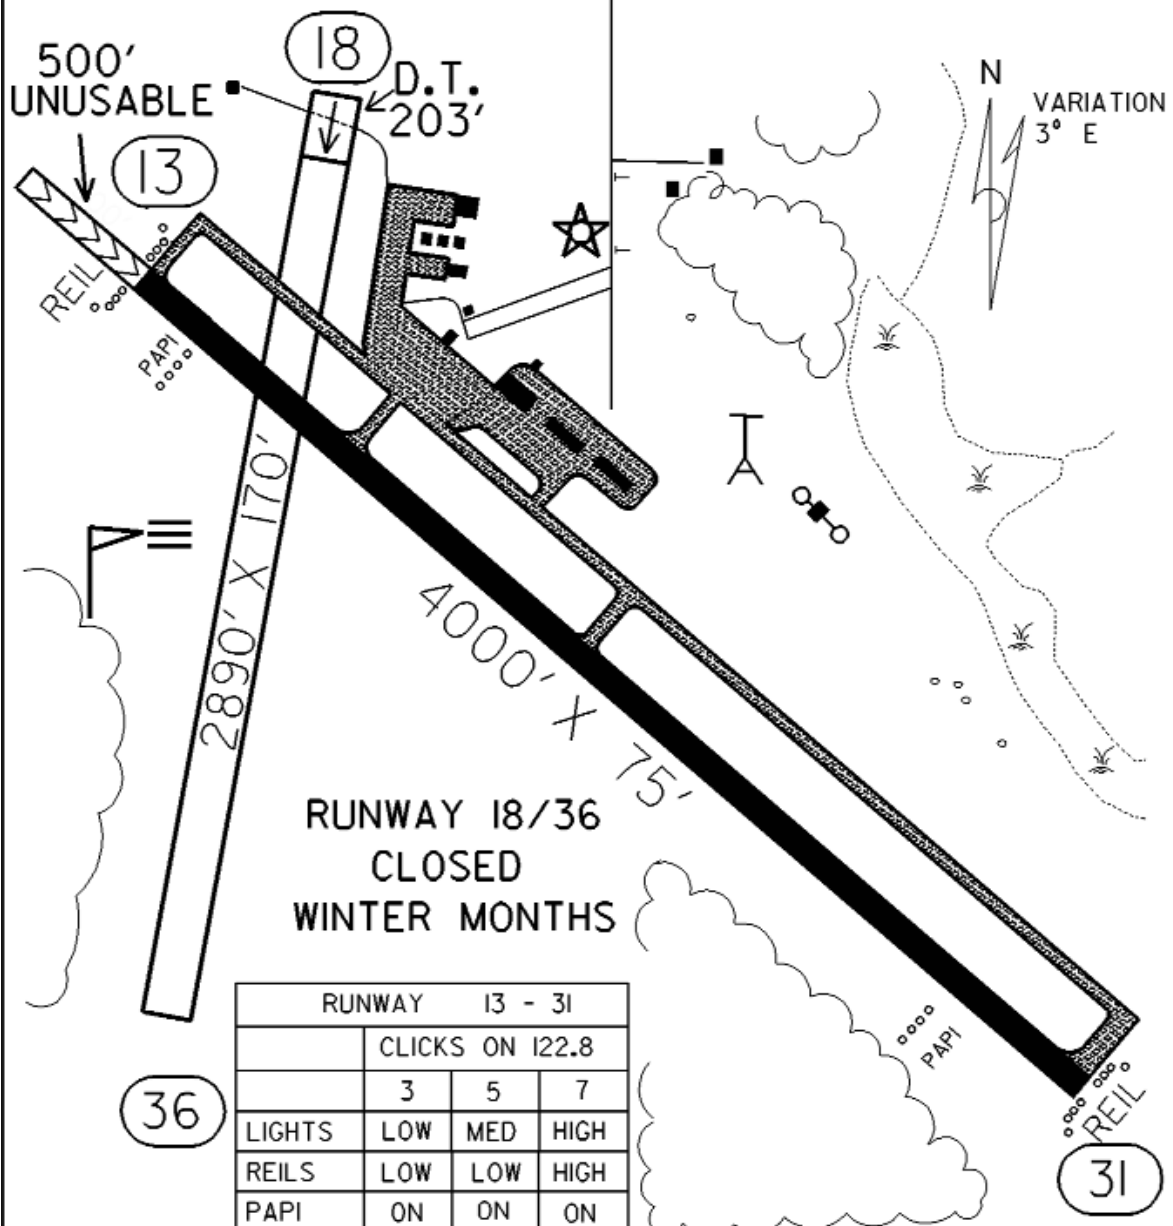 500'
UNUSABLE
18
D.T.
203'
13
N
VARIATION
3° E
REIL
PAPI
2890' X 170'
4000' X 75'
RUNWAY 18/36
CLOSED
WINTER MONTHS
RUNWAY 13 - 31
CLICKS ON 122.8
3 5 7
LIGHTS LOW MED HIGH
REILS LOW LOW HIGH
PAPI ON ON ON
36
PAPI
REIL
31